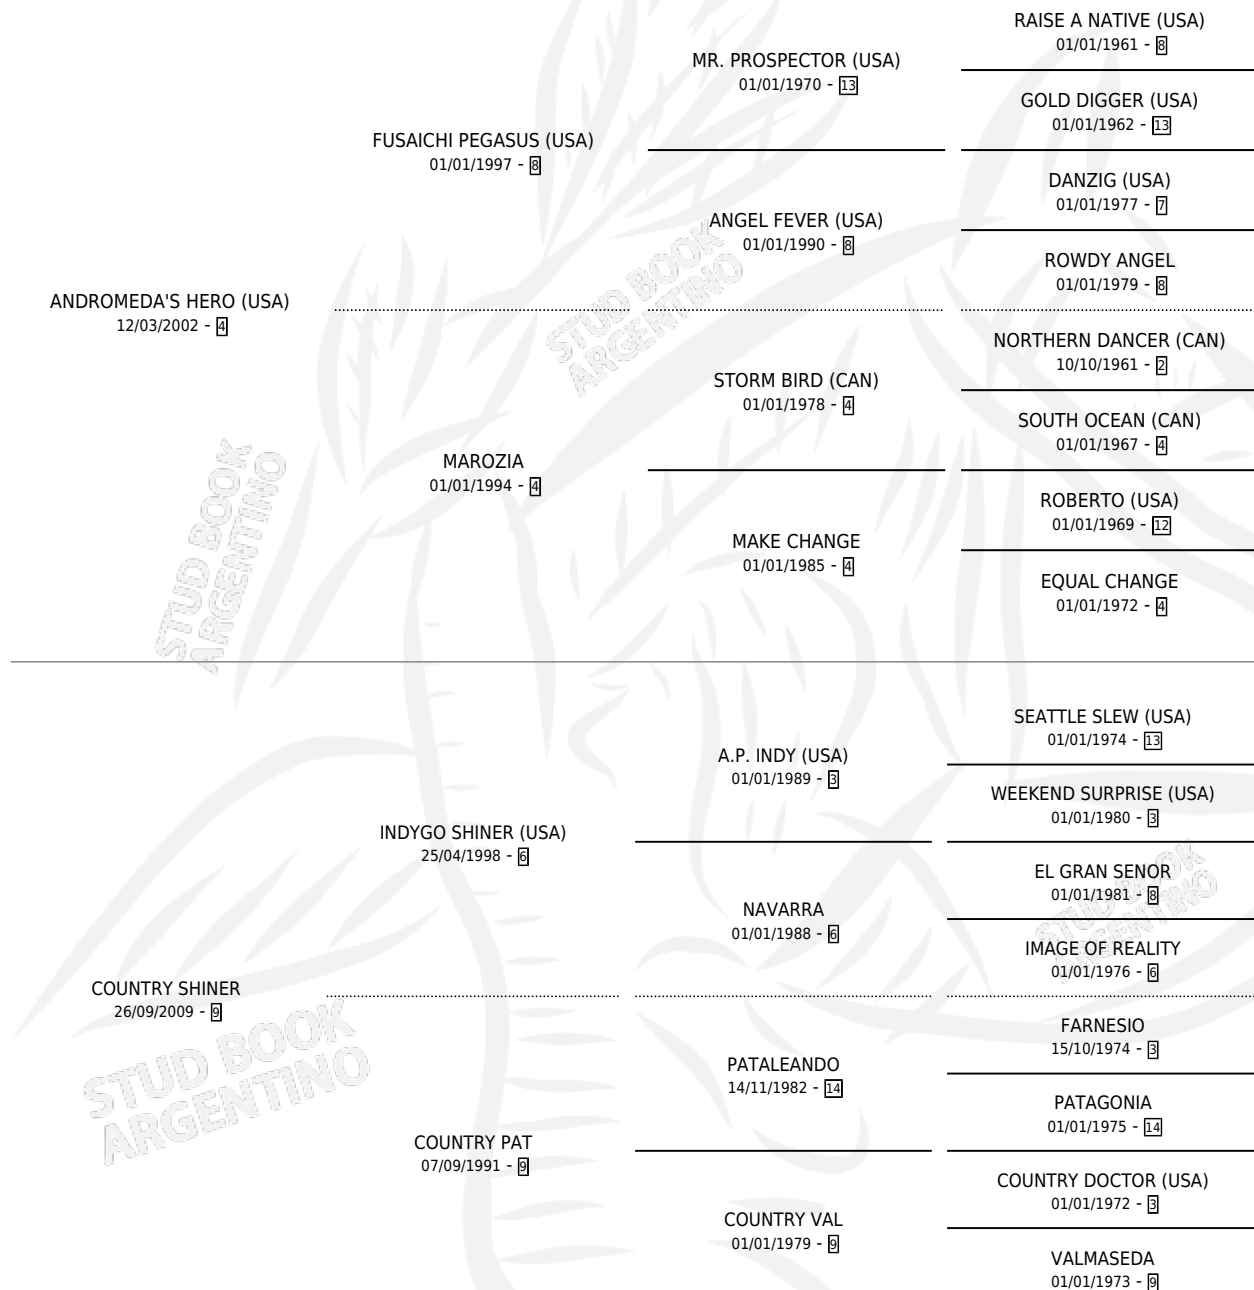 RAISE A NATIVE (USA)
01/01/1961 - 8
MR. PROSPECTOR (USA)
01/01/1970 - 13
GOLD DIGGER (USA)
01/01/1962 - 13
FUSAICHI PEGASUS (USA)
01/01/1997 - 8
DANZIG (USA)
01/01/1977 - 7
ANGEL FEVER (USA)
01/01/1990 - 8
ROWDY ANGEL
01/01/1979 - 8
ANDROMEDA'S HERO (USA)
12/03/2002 - 4
NORTHERN DANCER (CAN)
10/10/1961 - 2
STORM BIRD (CAN)
01/01/1978 - 4
SOUTH OCEAN (CAN)
01/01/1967 - 4
MAROZIA
01/01/1994 - 4
ROBERTO (USA)
01/01/1969 - 12
MAKE CHANGE
01/01/1985 - 4
EQUAL CHANGE
01/01/1972 - 4
SEATTLE SLEW (USA)
01/01/1974 - 13
A.P. INDY (USA)
01/01/1989 - 3
WEEKEND SURPRISE (USA)
01/01/1980 - 3
INDYGO SHINER (USA)
25/04/1998 - 6
EL GRAN SENOR
01/01/1981 - 8
NAVARRA
01/01/1988 - 6
IMAGE OF REALITY
01/01/1976 - 6
COUNTRY SHINER
26/09/2009 - 9
FARNESIO
15/10/1974 - 3
PATALEANDO
14/11/1982 - 14
PATAGONIA
01/01/1975 - 14
COUNTRY PAT
07/09/1991 - 9
COUNTRY DOCTOR (USA)
01/01/1972 - 3
COUNTRY VAL
01/01/1979 - 9
VALMASEDA
01/01/1973 - 9
STUD BOOK
ARGENTINO
STUD BOOK
ARGENTINO
STUD BOOK
ARGENTINO
STUD BOOK
ARGENTINO